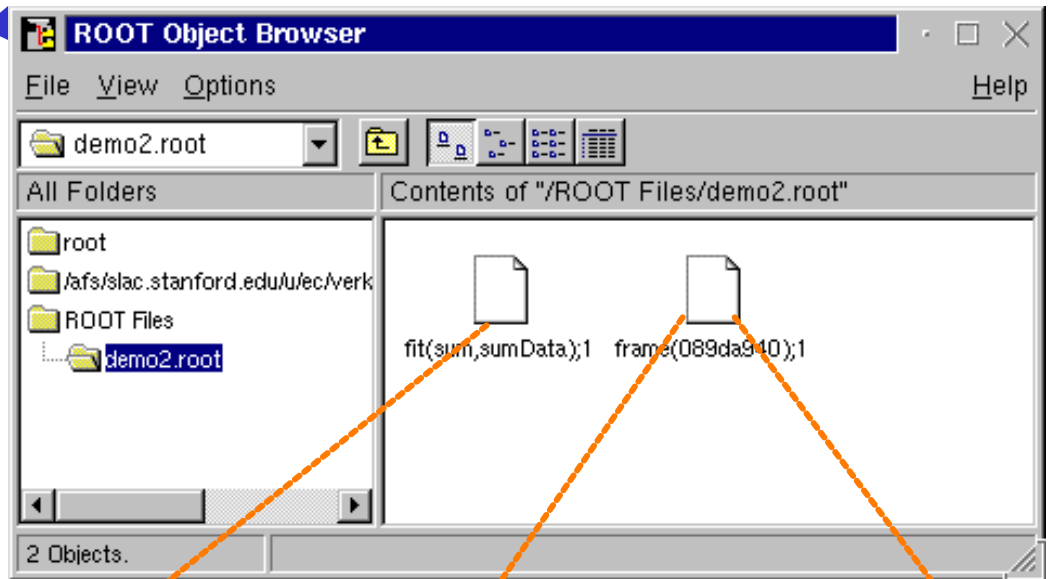 ROOT Object Browser
File View Options Help
demo2.root
All Folders
Contents of "/ROOT Files/demo2.root"
root
/afs/slac.stanford.edu/u/ec/verk
ROOT Files
demo2.root
fit(sum,sumData);1 frame(089da940);1
2 Objects.